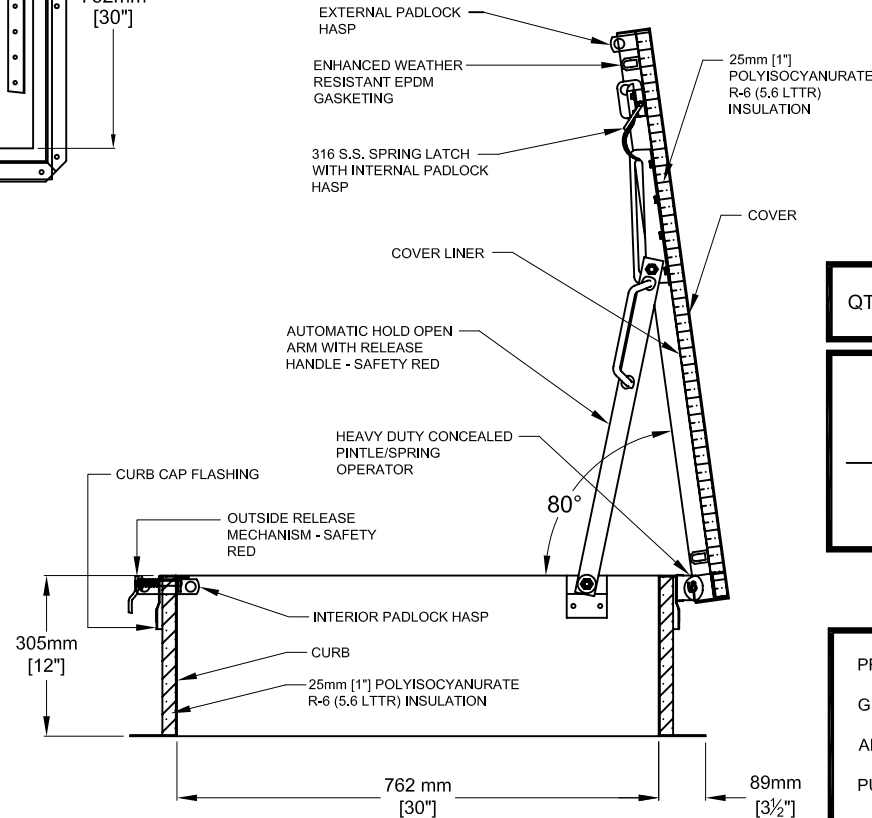 [30"]
EXTERNAL PADLOCK
HASP
ENHANCED WEATHER
RESISTANT EPDM
GASKETING
25mm [1"]
POLYISOCYANURATE
R-6 (5.6 LTTR)
INSULATION
316 S.S. SPRING LATCH
WITH INTERNAL PADLOCK
HASP
COVER
COVER LINER
QT
AUTOMATIC HOLD OPEN
ARM WITH RELEASE
HANDLE - SAFETY RED
HEAVY DUTY CONCEALED
PINTLE/SPRING
OPERATOR
80°
CURB CAP FLASHING
OUTSIDE RELEASE
MECHANISM - SAFETY
RED
INTERIOR PADLOCK HASP
305mm
[12"]
CURB
25mm [1"] POLYISOCYANURATE
R-6 (5.6 LTTR) INSULATION
762 mm
[30"]
89mm
[3½"]
G
PU